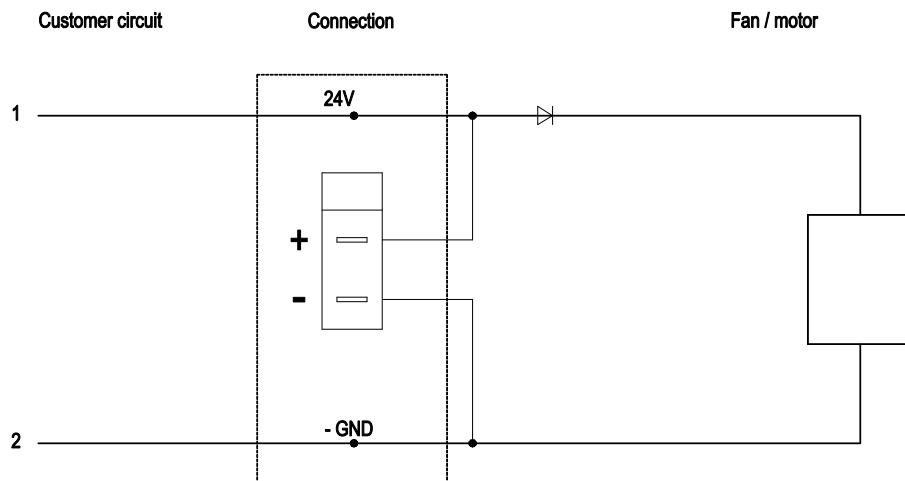 Customer circuit Connection Fan / motor
1 24V
+
-
2 - GND